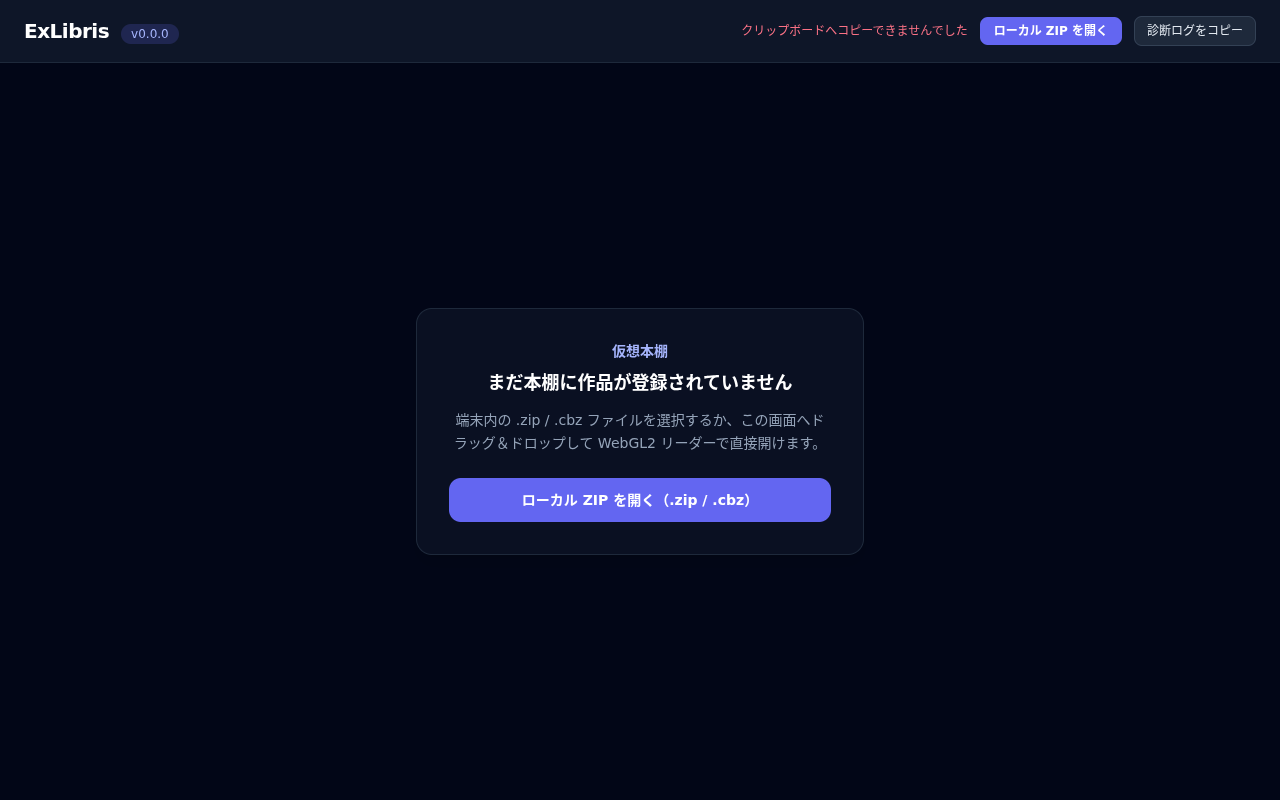 ExLibris
v0.0.0
クリップボードへコピーできませんでした
ローカル ZIP を開く
診断ログをコピー
仮想本棚
まだ本棚に作品が登録されていません
端末内の .zip / .cbz ファイルを選択するか、この画面へド
ラッグ＆ドロップして WebGL2 リーダーで直接開けます。
ローカル ZIP を開く（.zip / .cbz）